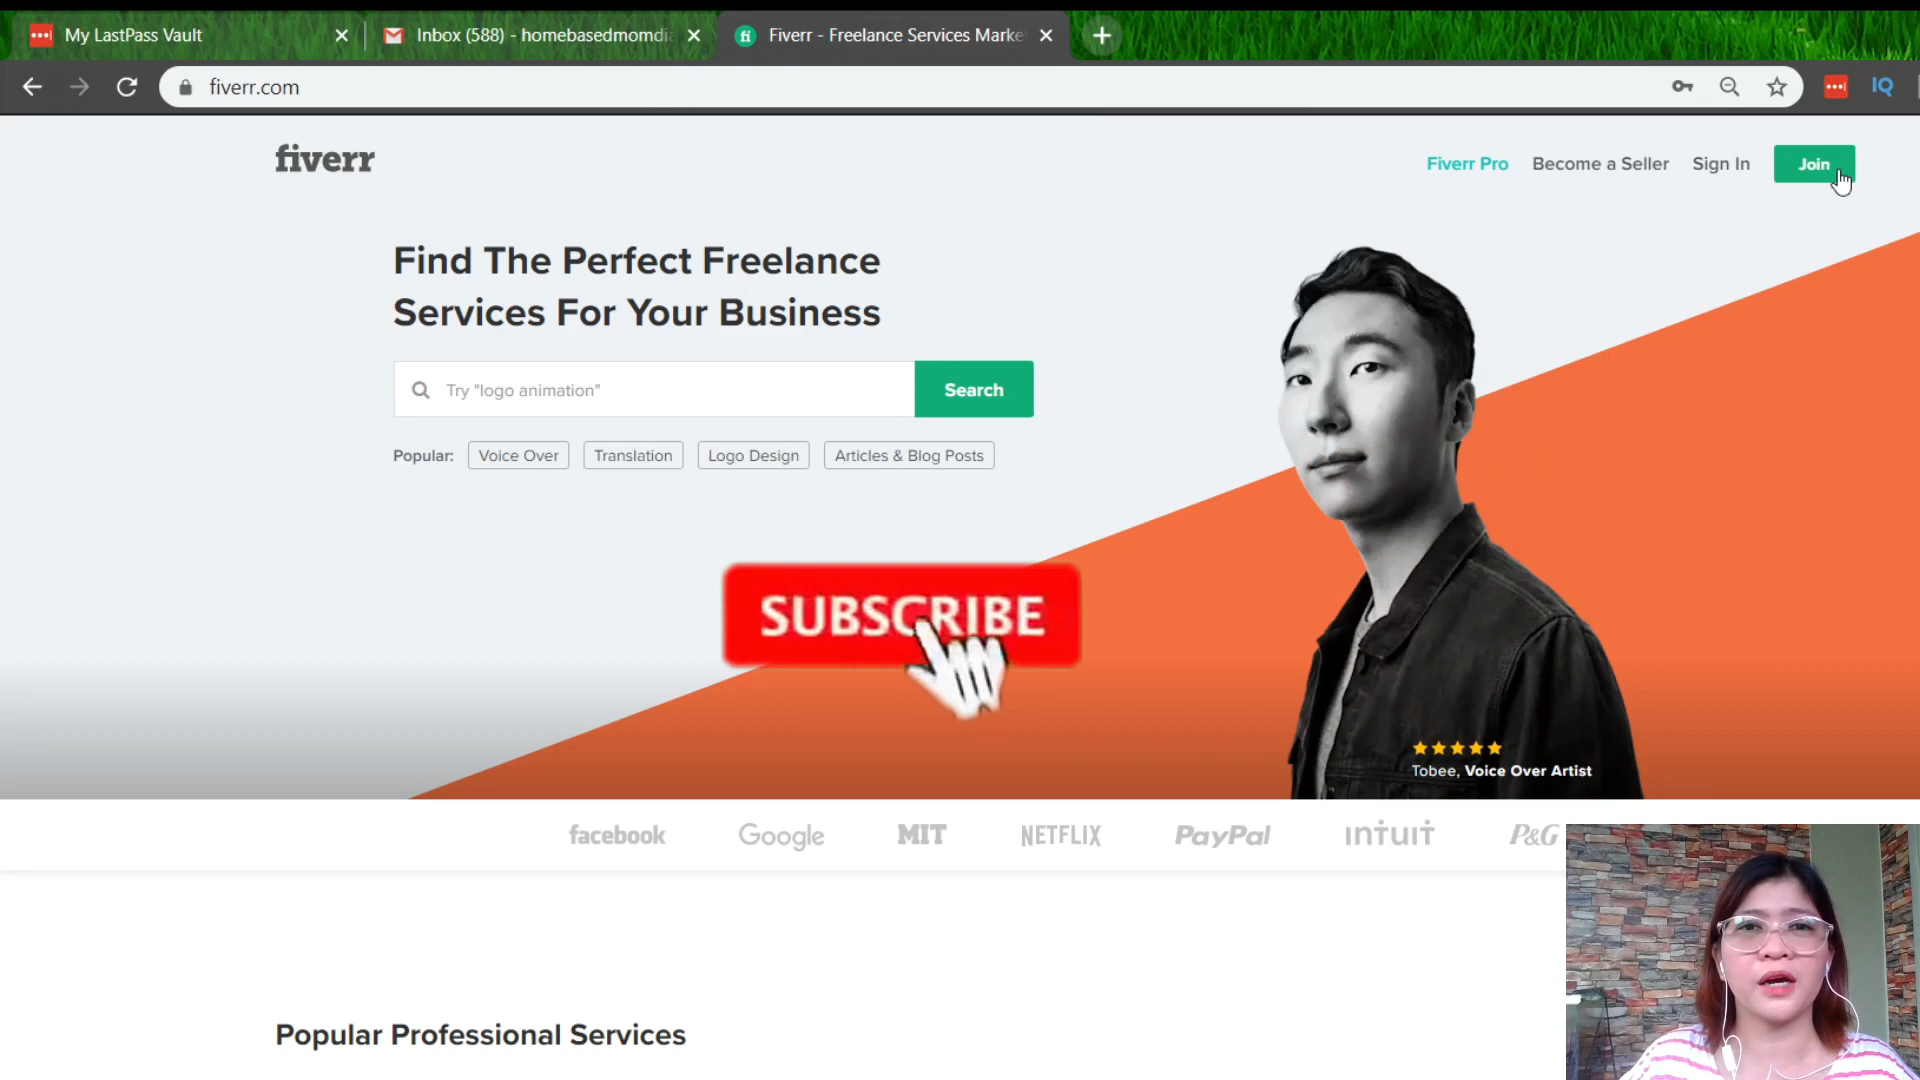 My LastPass Vault
Inbox (588) - homebasedmomdia
Fiverr - Freelance Services Marke
fiverr.com
IQ
fiverr
Fiverr Pro
Become a Seller
Sign In
Join
Find The Perfect Freelance
Services For Your Business
Try "logo animation"
Search
Popular:
Voice Over
Translation
Logo Design
Articles & Blog Posts
SUBSCRIBE
Tobee, Voice Over Artist
facebook
Google
MIT
NETFLIX
PayPal
intuit
P&G
Popular Professional Services